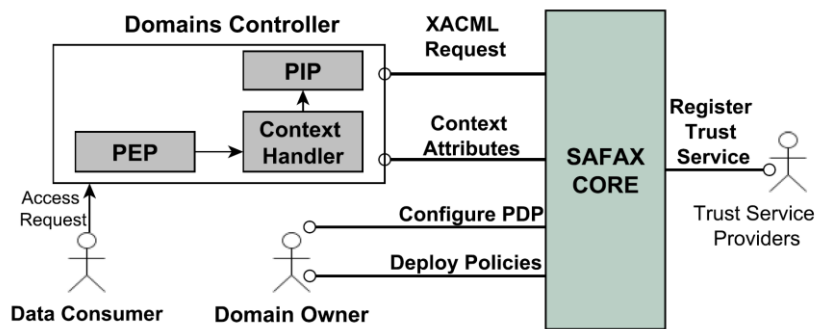 Domains Controller
XACML
Request
PIP
Context
Handler
PEP
Context
Attributes
SAFAX
CORE
Register
Trust
Service
Access
Request
Configure PDP
Deploy Policies
Trust Service
Providers
Data Consumer
Domain Owner